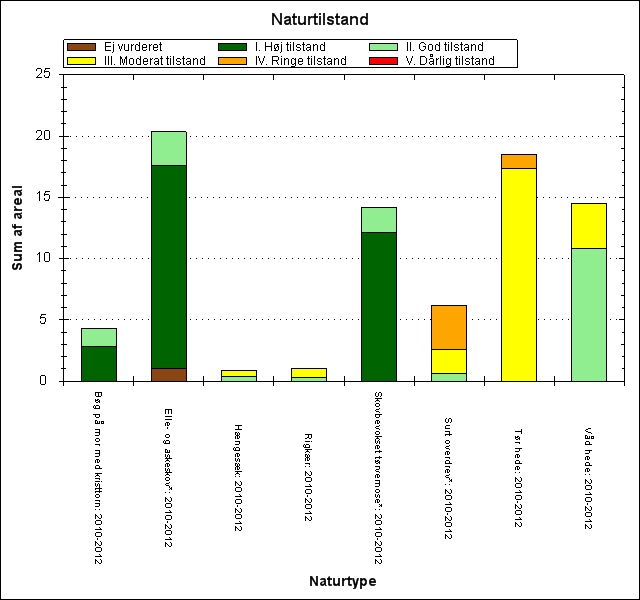 Naturtilstand
Ej vurderet I. Høj tilstand II. God tilstand
III. Moderat tilstand IV. Ringe tilstand V. Dårlig tilstand
25
20
15
10
5
0
Sum af areal
Bøg på mor med kristtorn: 2010-2012
Elle- og askeskov*: 2010-2012
Hængesæk: 2010-2012
Rigkær: 2010-2012
Skovbevokset tørvemose*: 2010-2012
Surt overdrev*: 2010-2012
Tør hede: 2010-2012
Våd hede: 2010-2012
Naturtype